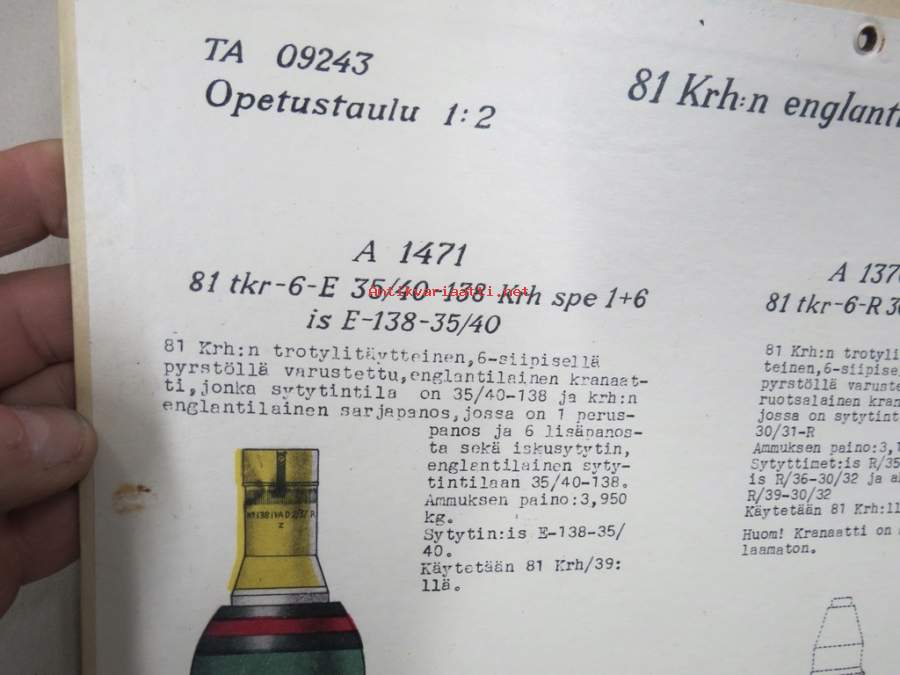 TA 09243
Opetustaulu 1:2
81 Krh:n englanti
A 1471
81 tkr-6-E 35/40-138 krh spe 1+6
is E-138-35/40
Antikvariaatti.net
81 Krh:n trotylitäytteinen,6-siipisellä
pyrstöllä varustettu,englantilainen kranaat-
ti,jonka sytytintila on 35/40-138 ja krh:n
englantilainen sarjapanos,jossa on 1 perus-
panos ja 6 lisäpanos-
ta sekä iskusytytin,
englantilainen syty-
tintilaan 35/40-138.
Ammuksen paino:3,950
kg.
Sytytin:is E-138-35/
40.
Käytetään 81 Krh/39:
llä.
A 137
81 tkr-6-R 3
81 Krh:n trotyli
teinen,6-siipise
pyrstöllä varuste
ruotsalainen kran
jossa on sytytint
30/31-R
Ammuksen paino:3,1
Sytyttimet:is R/35
is R/36-30/32 ja a
R/39-30/32
Käytetään 81 Krh:ll
Huom! Kranaatti on
laamaton.